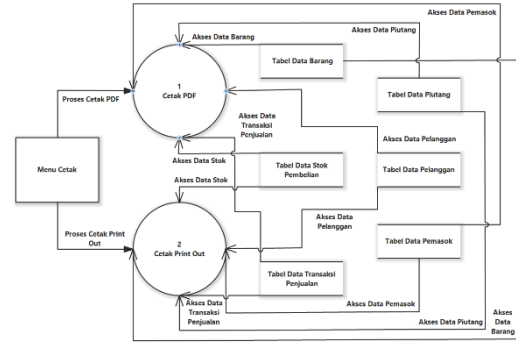 Akses Data Pemasok
Akses Data Piutang
Akses Data Barang
Tabel Data Barang
1
Cetak PDF
Proses Cetak PDF
Tabel Data Piutang
Akses Data
Transaksi
Penjualan
Akses Data Pelanggan
Akses Data Stok
Tabel Data Stok
Pembelian
Tabel Data Pelanggan
Menu Cetak
Akses Data Stok
Akses Data
Pelanggan
Proses Cetak Print
Out
2
Cetak Print Out
Tabel Data Pemasok
Tabel Data Transaksi
Penjualan
Akses Data
Transaksi
Penjualan
Akses Data Pemasok
Akses Data Piutang
Akses
Data
Barang